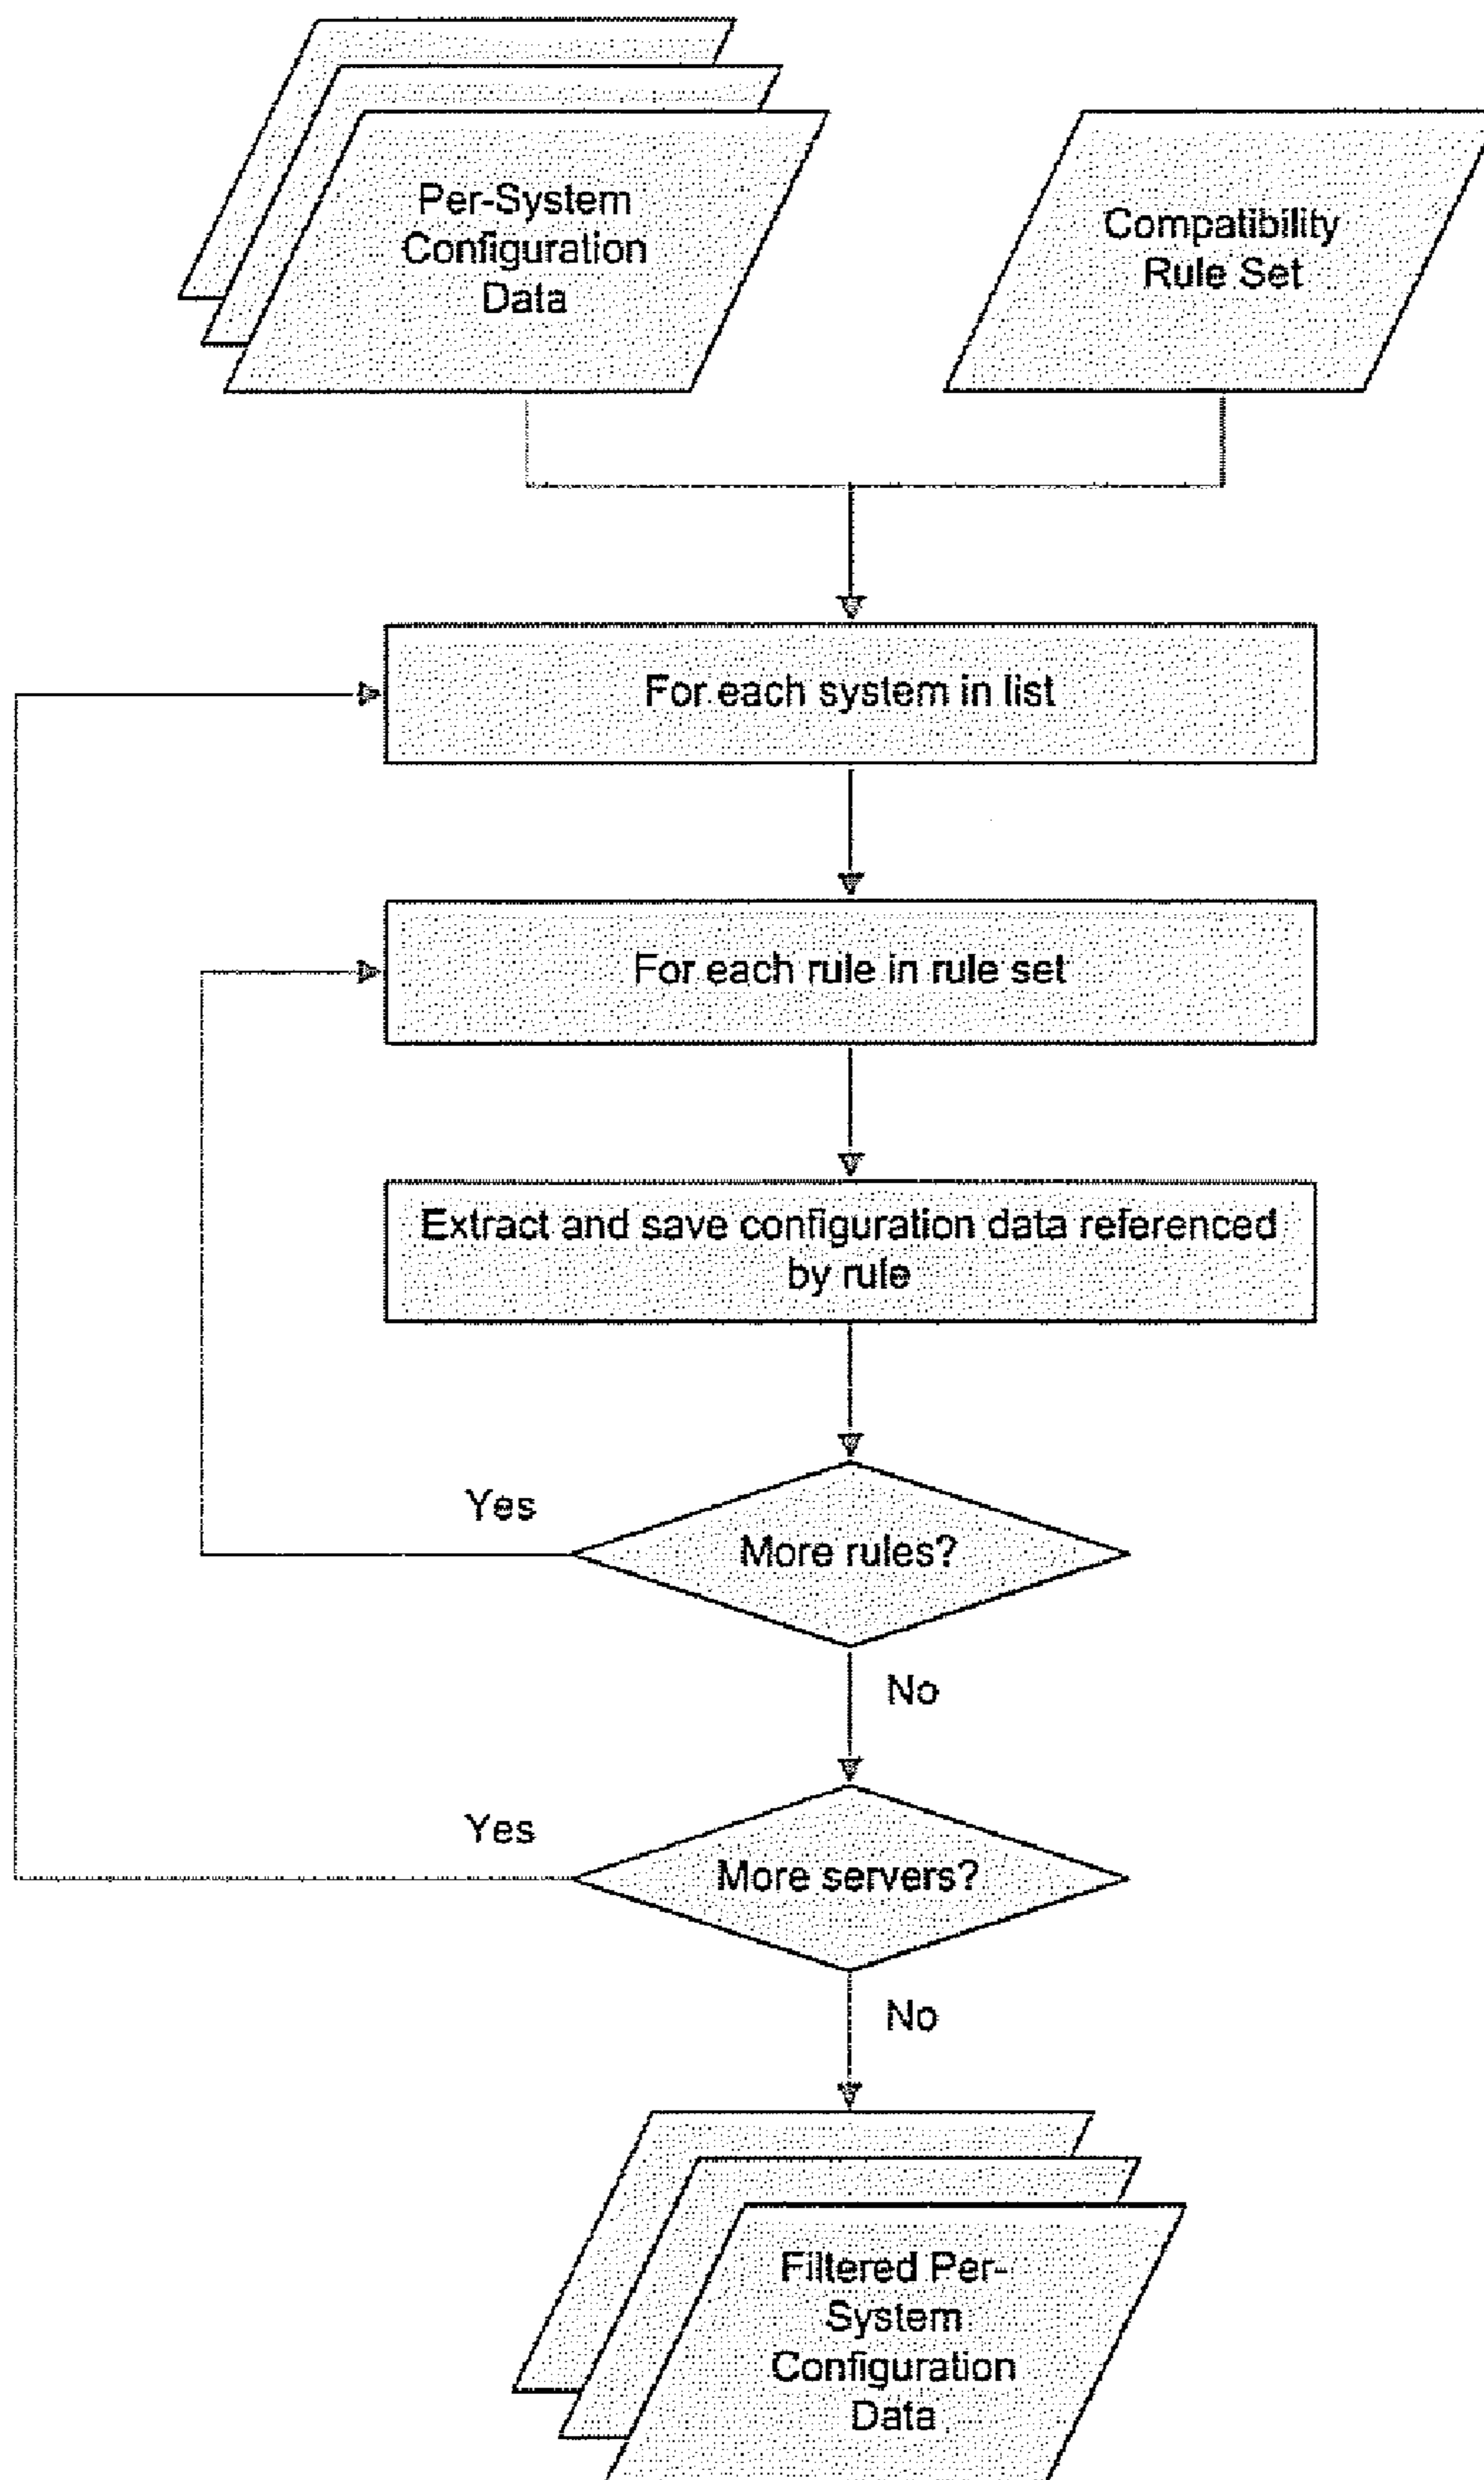 Per-System
Configuration
Data
Compatibility
Rule Set
For each system in list
For each rule in rule set
Extract and save configuration data referenced
by rule
Yes
More rules?
No
Yes
More servers?
No
Filtered Per-
System
Configuration
Data